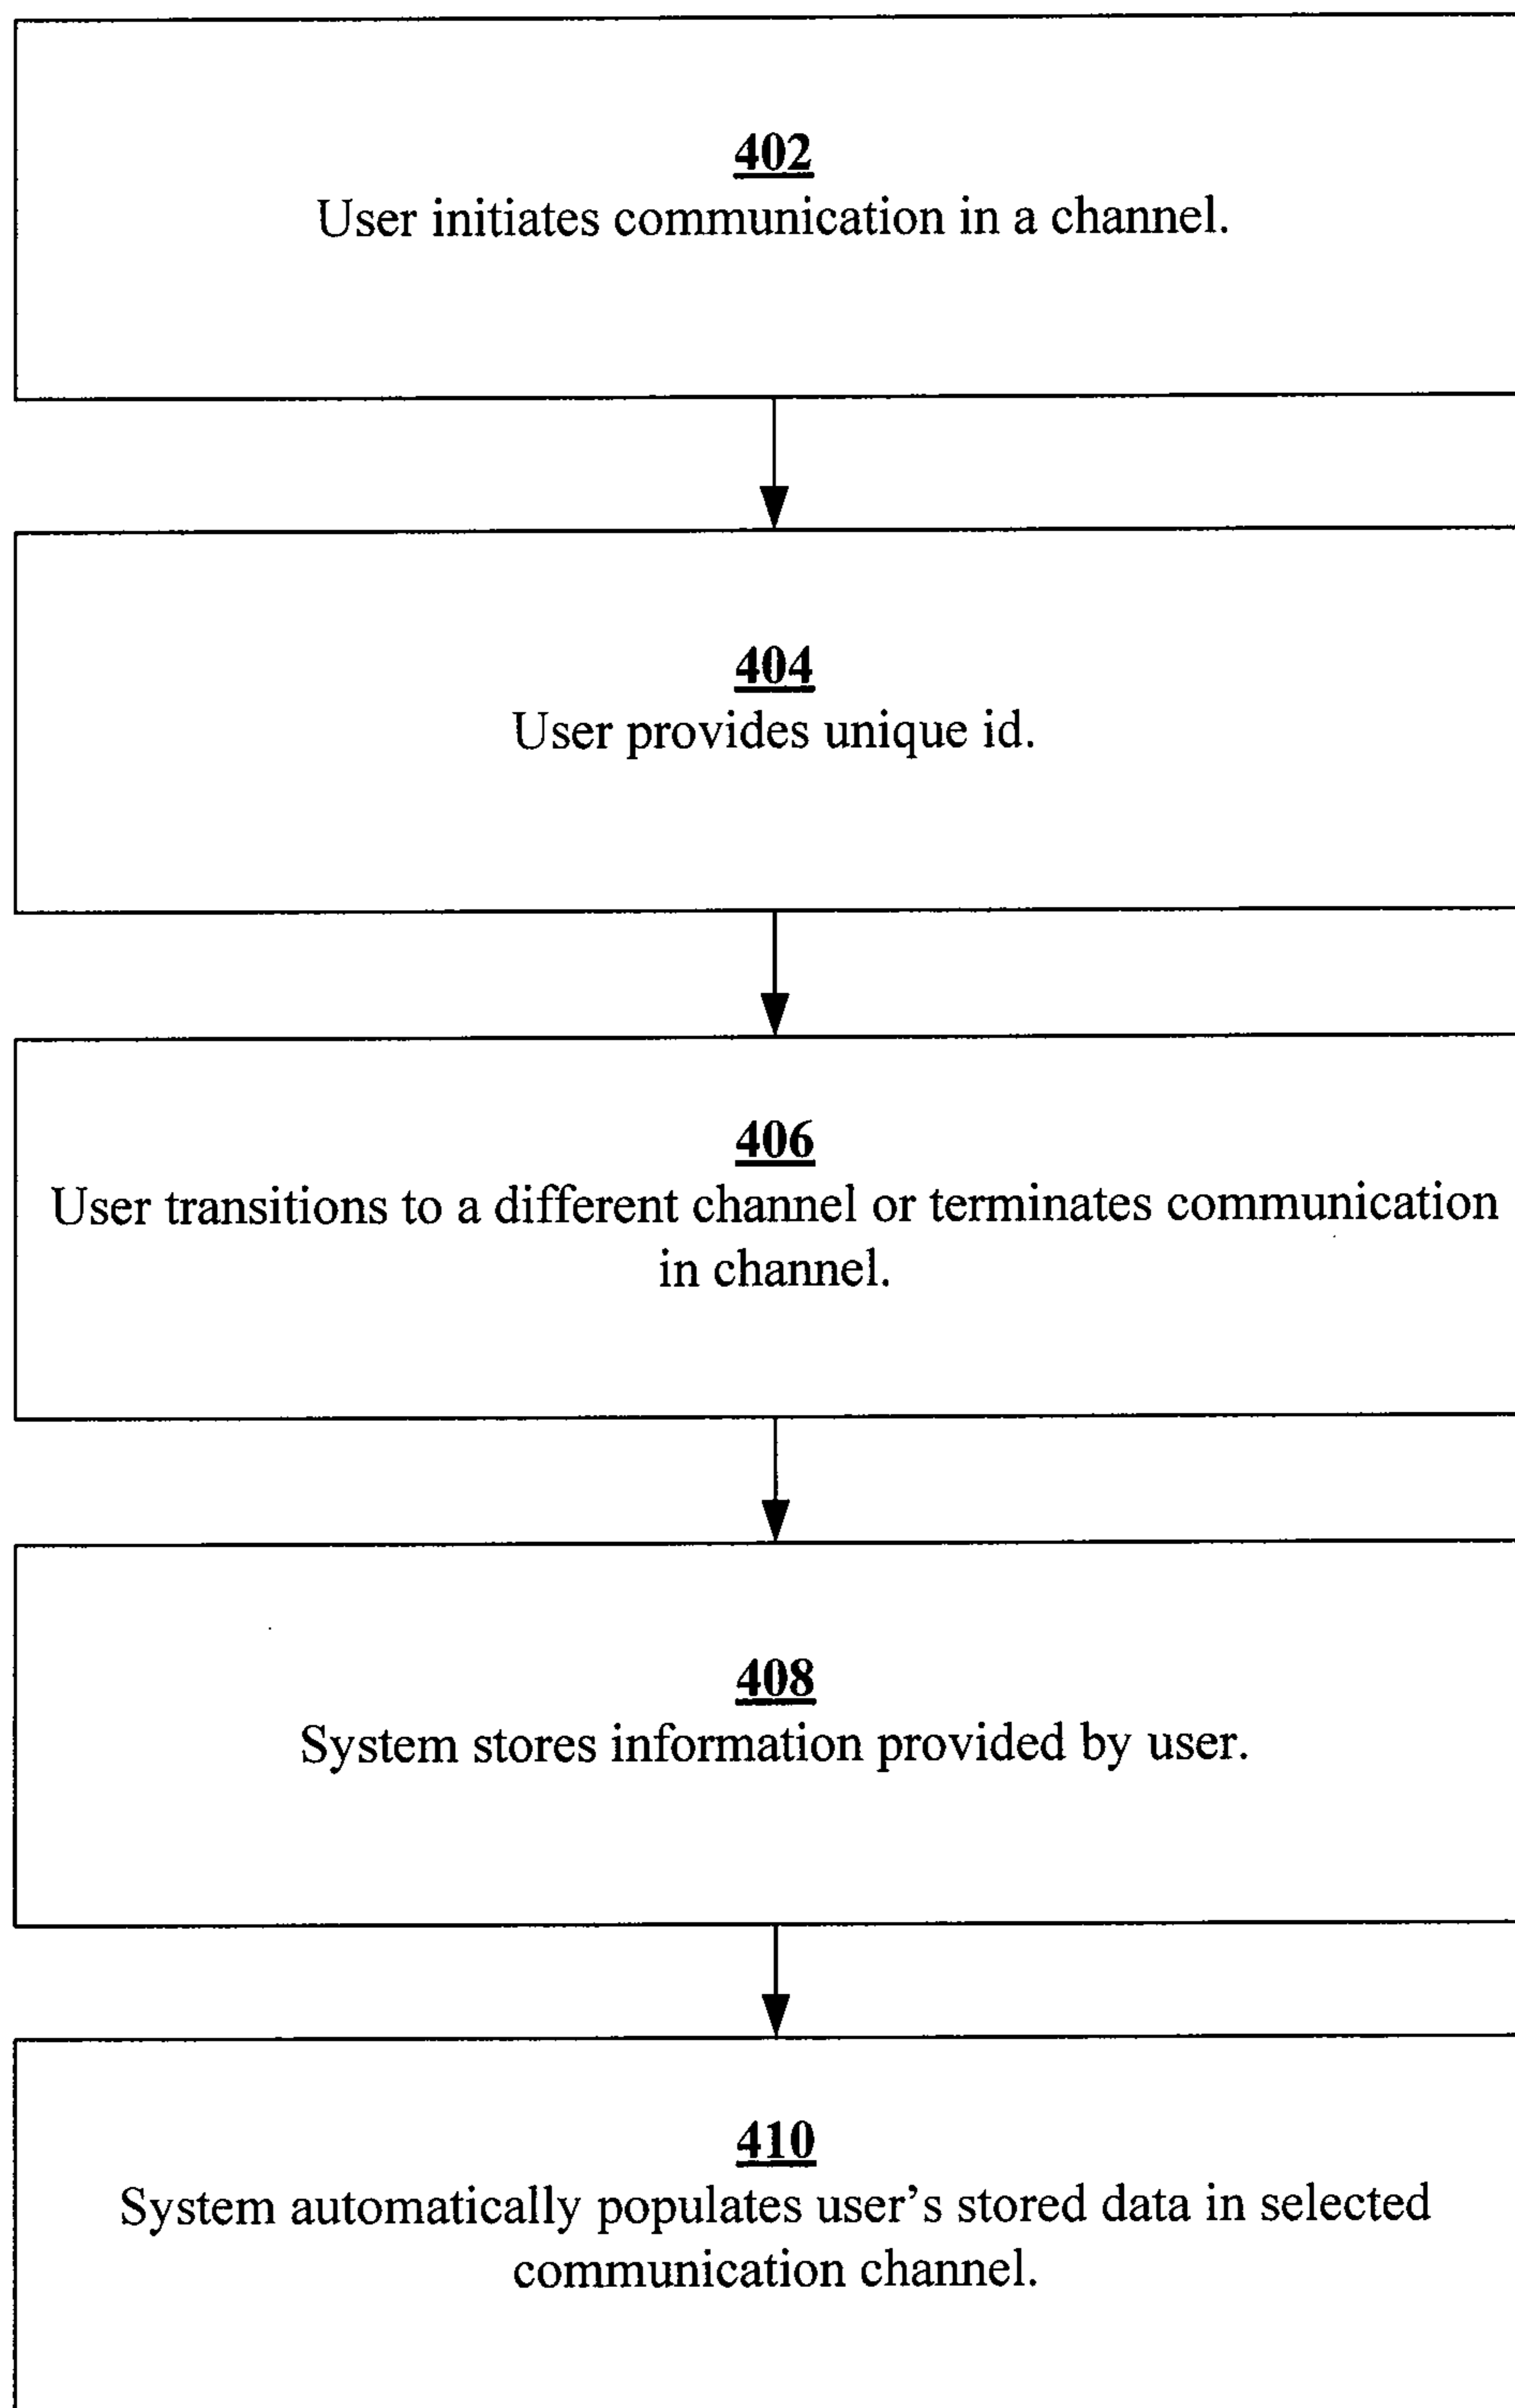 402
User initiates communication in a channel.
404
User provides unique id.
406
User transitions to a different channel or terminates communication
in channel.
408
System stores information provided by user.
410
System automatically populates user’s stored data in selected
communication channel.